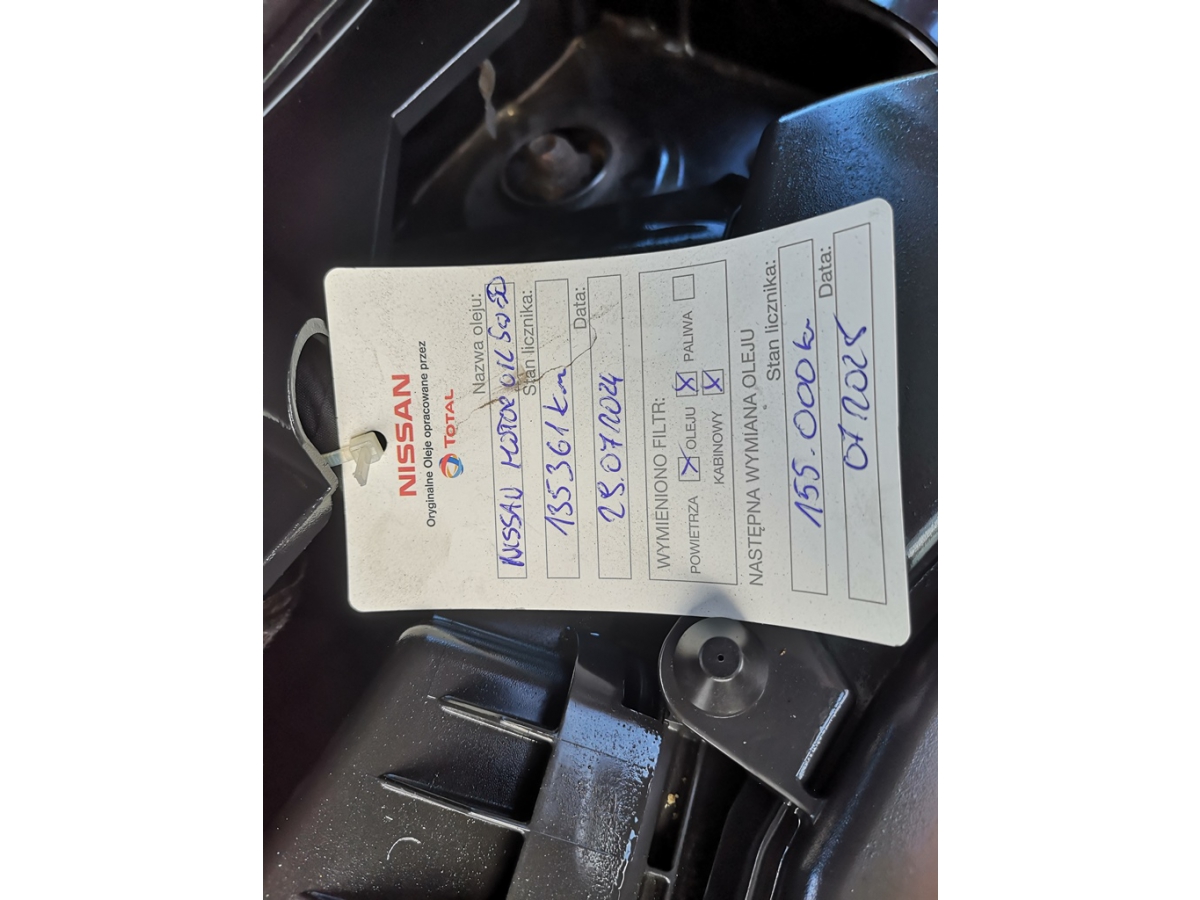 NISSAN
Oryginalne Oleje opracowane przez
TOTAL
Nazwa oleju:
NISSAN MOTOR OIL 5W30
Stan licznika:
135361 km
Data:
29.07.2024
WYMIENIONO FILTR:
POWIETRZA OLEJU PALIWA
KABINOWY
NASTĘPNA WYMIANA OLEJU
Stan licznika:
155.000 km
Data:
07.2025